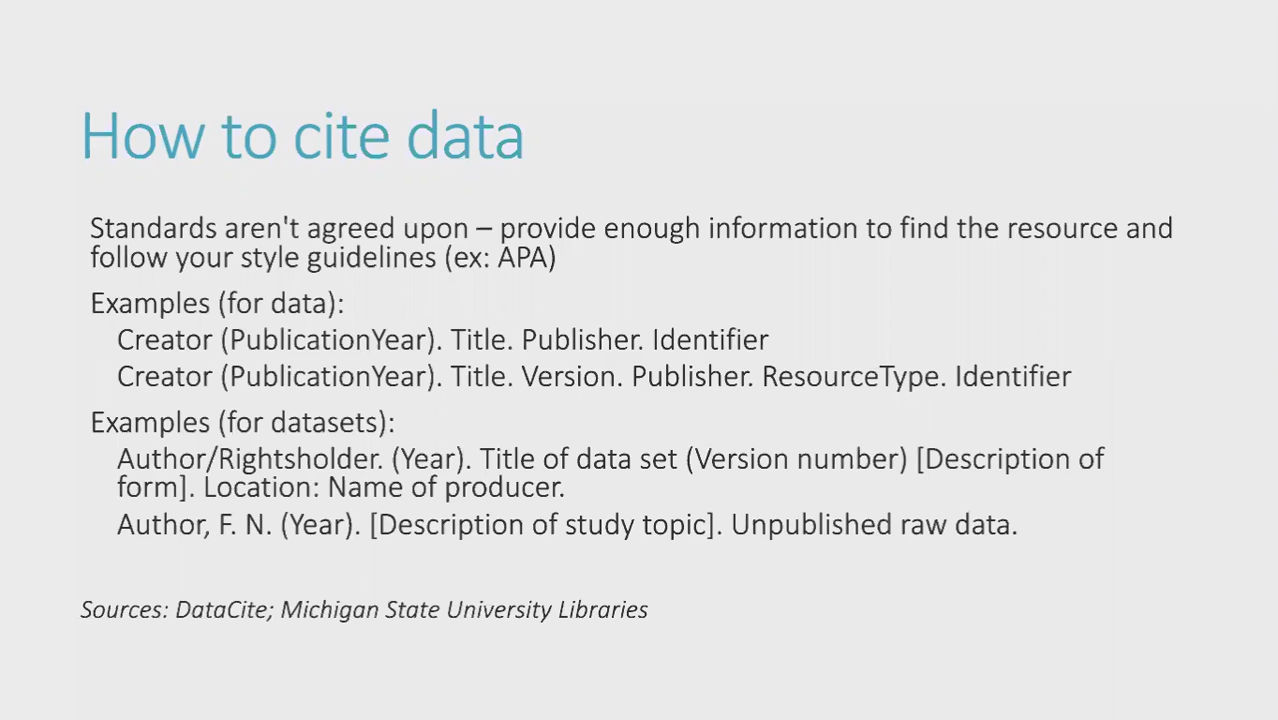 How to cite data
Standards aren't agreed upon – provide enough information to find the resource and
follow your style guidelines (ex: APA)
Examples (for data):
Creator (PublicationYear). Title. Publisher. Identifier
Creator (PublicationYear). Title. Version. Publisher. ResourceType. Identifier
Examples (for datasets):
Author/Rightsholder. (Year). Title of data set (Version number) [Description of
form]. Location: Name of producer.
Author, F. N. (Year). [Description of study topic]. Unpublished raw data.
Sources: DataCite; Michigan State University Libraries